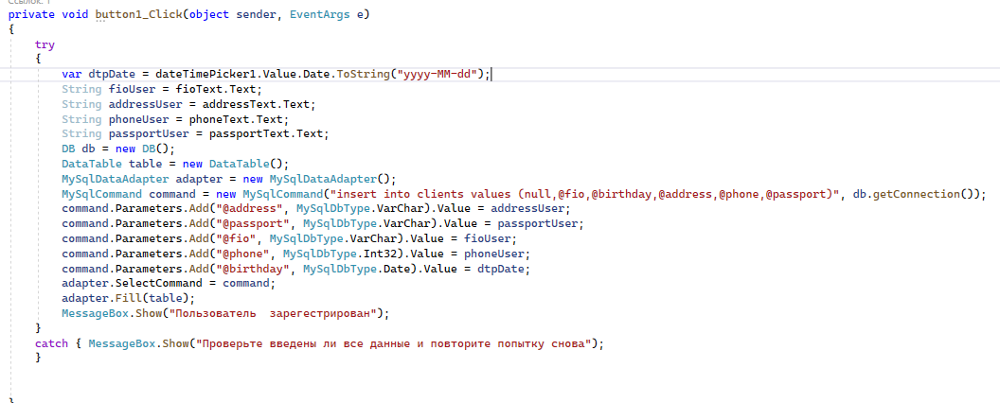 Ссылок: 1
private void button1_Click(object sender, EventArgs e)
{
try
{
var dtpDate = dateTimePicker1.Value.Date.ToString("yyyy-MM-dd");
String fioUser = fioText.Text;
String addressUser = addressText.Text;
String phoneUser = phoneText.Text;
String passportUser = passportText.Text;
DB db = new DB();
DataTable table = new DataTable();
MySqlDataAdapter adapter = new MySqlDataAdapter();
MySqlCommand command = new MySqlCommand("insert into clients values (null,@fio,@birthday,@address,@phone,@passport)", db.getConnection());
command.Parameters.Add("@address", MySqlDbType.VarChar).Value = addressUser;
command.Parameters.Add("@passport", MySqlDbType.VarChar).Value = passportUser;
command.Parameters.Add("@fio", MySqlDbType.VarChar).Value = fioUser;
command.Parameters.Add("@phone", MySqlDbType.Int32).Value = phoneUser;
command.Parameters.Add("@birthday", MySqlDbType.Date).Value = dtpDate;
adapter.SelectCommand = command;
adapter.Fill(table);
MessageBox.Show("Пользователь  зарегестрирован");
}
catch { MessageBox.Show("Проверьте введены ли все данные и повторите попытку снова");
}
}